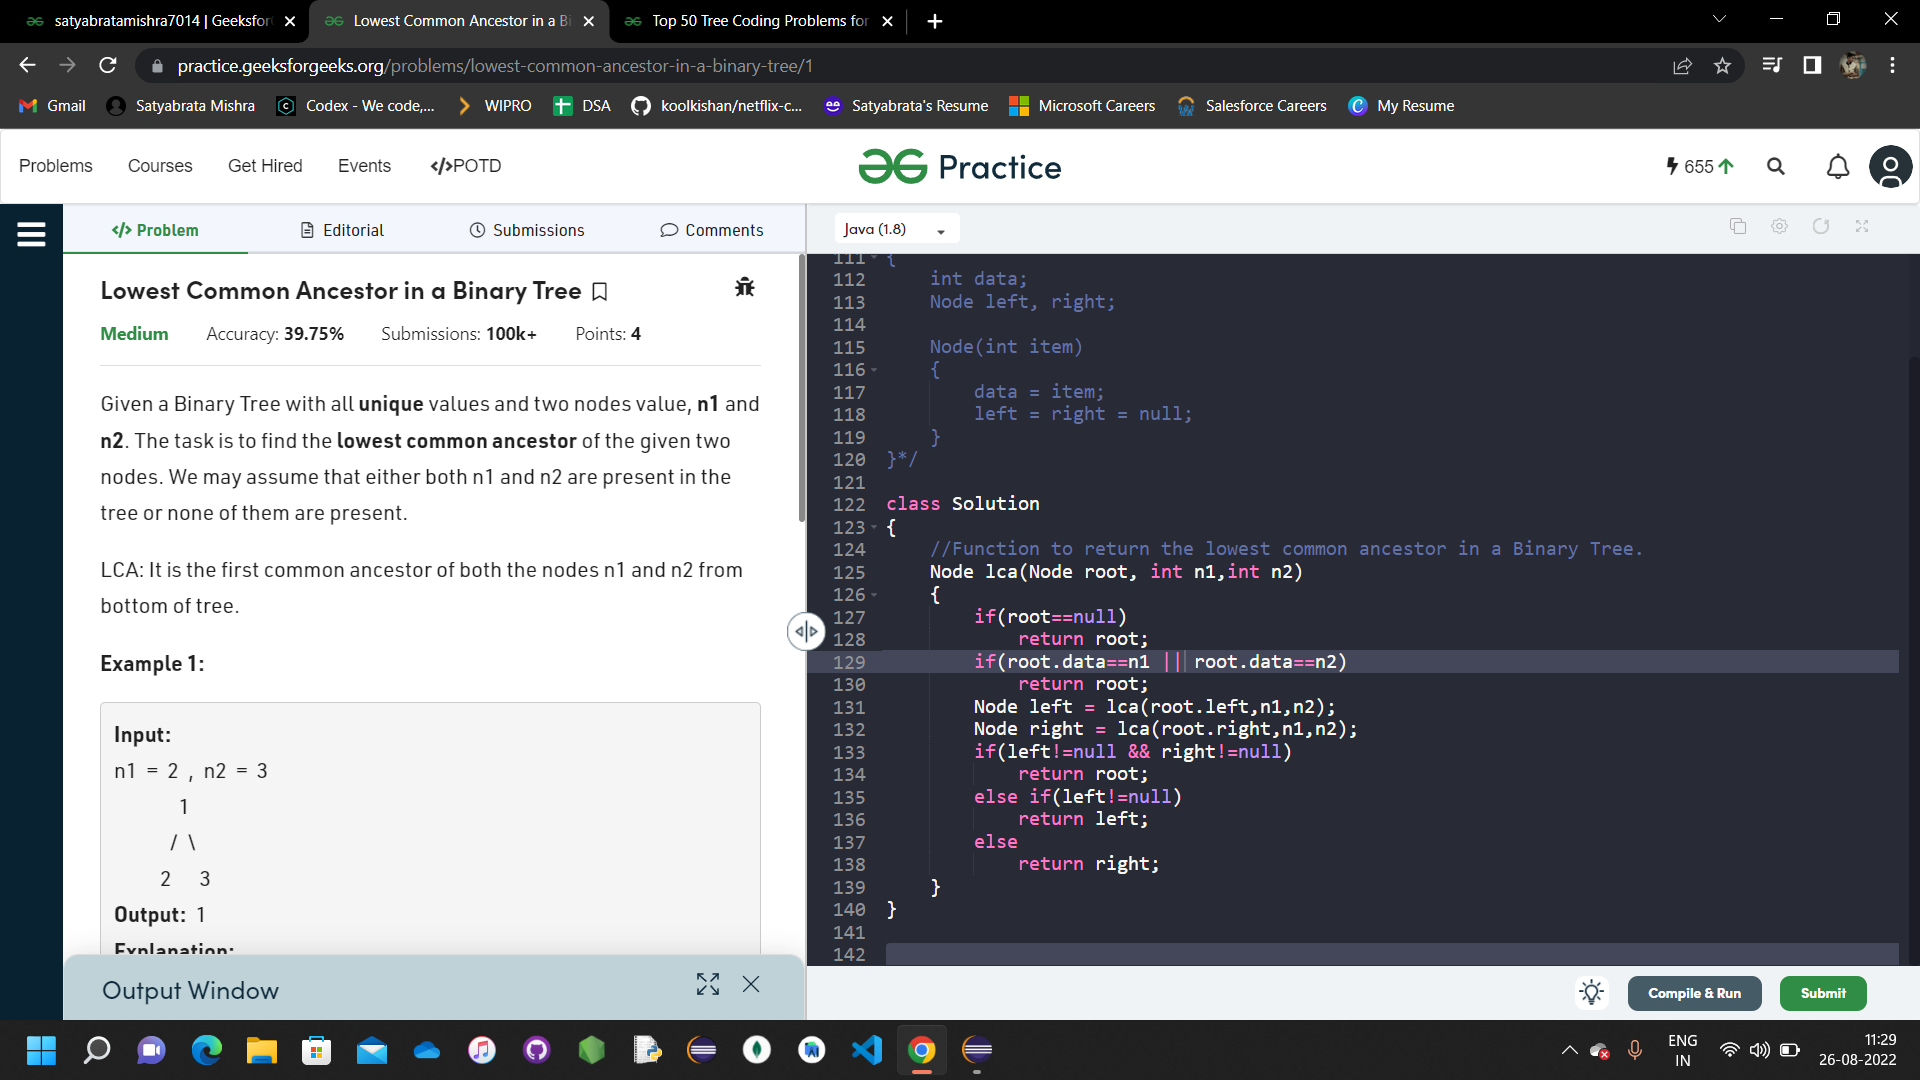 satyabratamishra7014 | Geeksfor
Lowest Common Ancestor in a Bi
Top 50 Tree Coding Problems for
practice.geeksforgeeks.org/problems/lowest-common-ancestor-in-a-binary-tree/1
Gmail
Satyabrata Mishra
Codex - We code,...
WIPRO
DSA
koolkishan/netflix-c...
Satyabrata's Resume
Microsoft Careers
Salesforce Careers
My Resume
Problems
Courses
Get Hired
Events
</>POTD
Practice
655
</> Problem
Editorial
Submissions
Comments
Java (1.8)
Lowest Common Ancestor in a Binary Tree
Medium
Accuracy: 39.75%
Submissions: 100k+
Points: 4
Given a Binary Tree with all unique values and two nodes value, n1 and
n2. The task is to find the lowest common ancestor of the given two
nodes. We may assume that either both n1 and n2 are present in the
tree or none of them are present.
LCA: It is the first common ancestor of both the nodes n1 and n2 from
bottom of tree.
Example 1:
Input:
n1 = 2 , n2 = 3
1
/ \
2 3
Output: 1
Explanation:
Output Window
111 {
112 int data;
113 Node left, right;
114
115 Node(int item)
116 {
117 data = item;
118 left = right = null;
119 }
120 }*/
121
122 class Solution
123 {
124 //Function to return the lowest common ancestor in a Binary Tree.
125 Node lca(Node root, int n1,int n2)
126 {
127 if(root==null)
128 return root;
129 if(root.data==n1 || root.data==n2)
130 return root;
131 Node left = lca(root.left,n1,n2);
132 Node right = lca(root.right,n1,n2);
133 if(left!=null && right!=null)
134 return root;
135 else if(left!=null)
136 return left;
137 else
138 return right;
139 }
140 }
141
142
Compile & Run
Submit
ENG
IN
11:29
26-08-2022